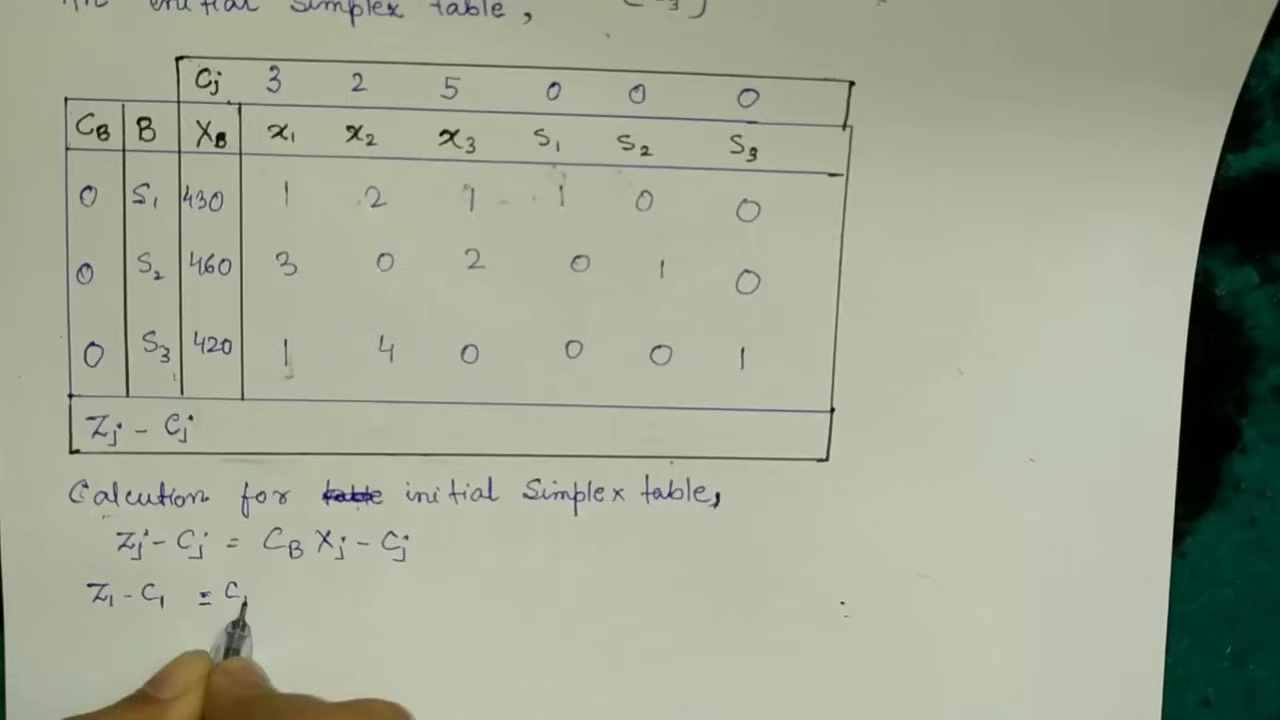 initial simplex table,
Cj 3 2 5 0 0 0
CB B XB x₁ x₂ x₃ S₁ S₂ S₃
0 S₁ 430 1 2 1 1 0 0
0 S₂ 460 3 0 2 0 1 0
0 S₃ 420 1 4 0 0 0 1
Zj - Cj
Calcution for table initial Simplex table,
Zj - Cj = CB Xj - Cj
Z₁ - C₁ = C